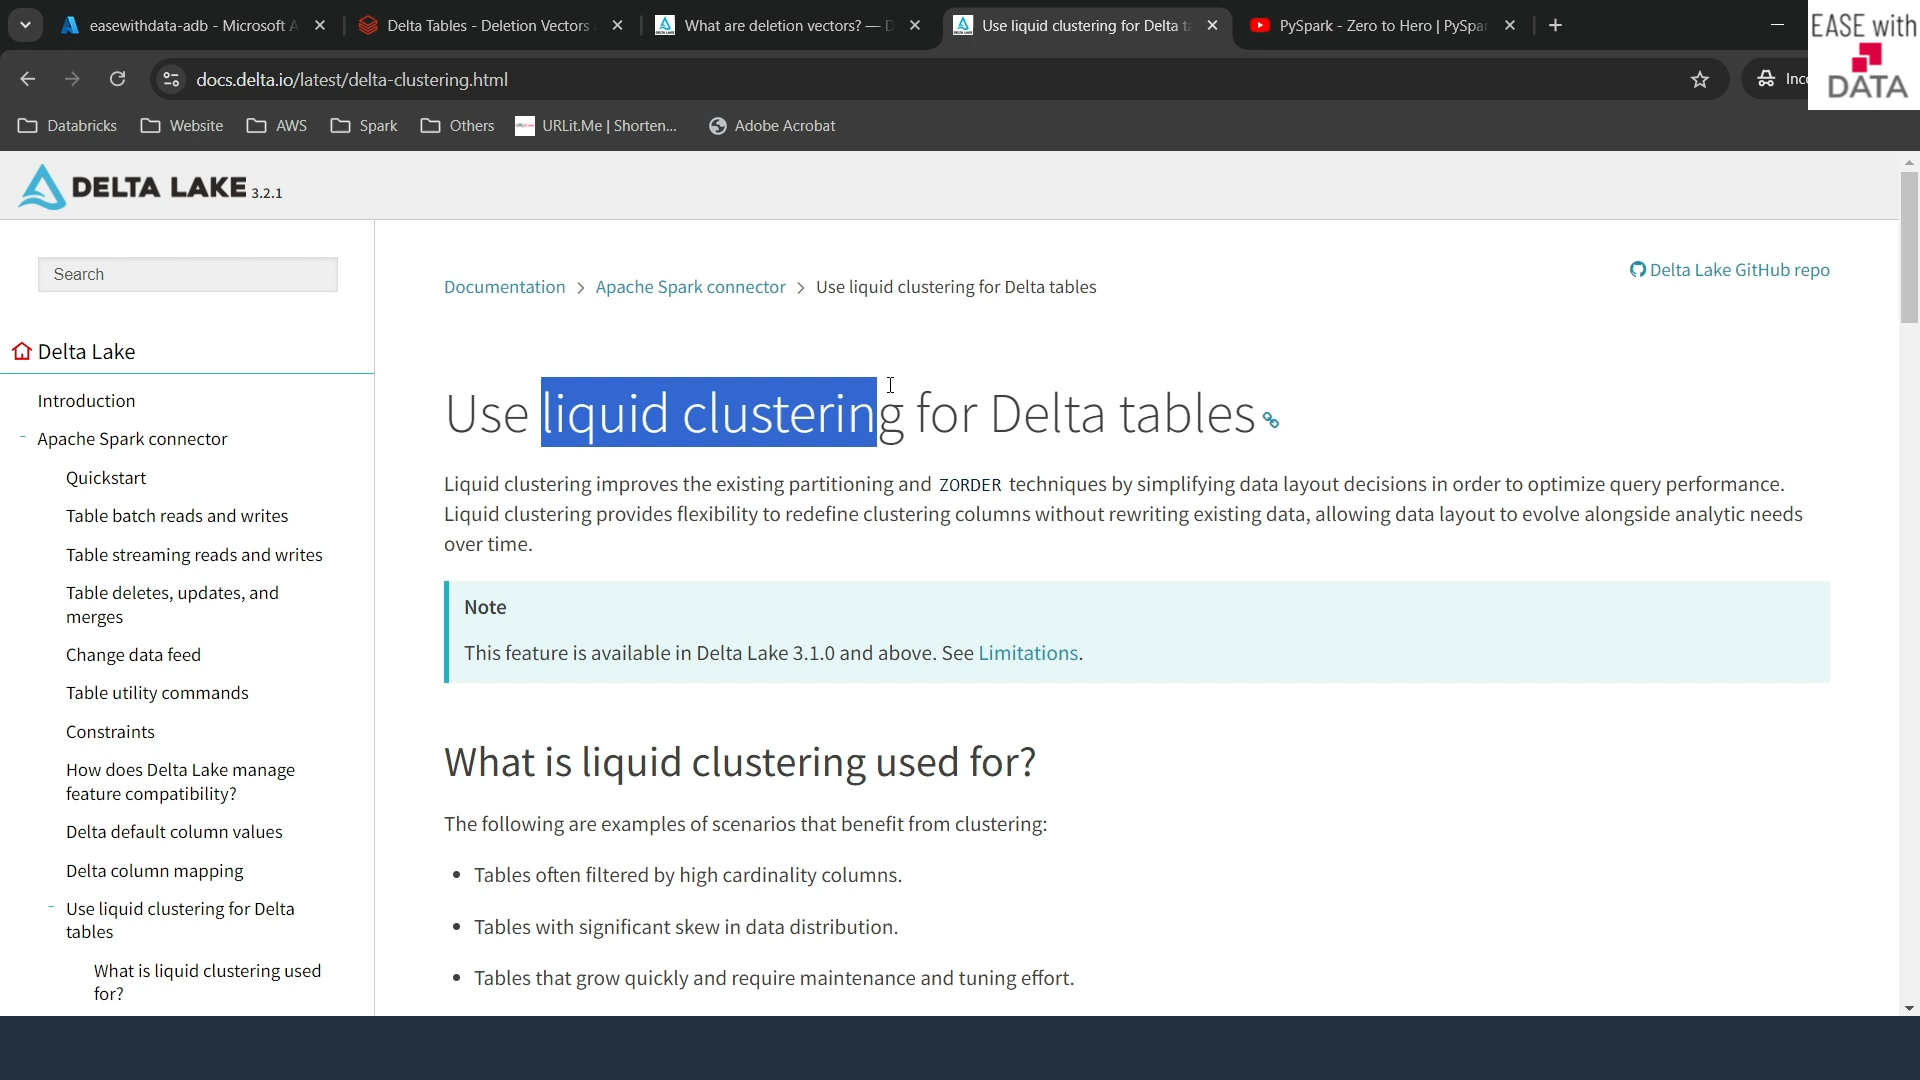 easewithdata-adb - Microsoft A
Delta Tables - Deletion Vectors
What are deletion vectors? — D
Use liquid clustering for Delta ta
PySpark - Zero to Hero | PySpa
EASE with
DATA
docs.delta.io/latest/delta-clustering.html
Inc
Databricks
Website
AWS
Spark
Others
URLit.Me | Shorten...
Adobe Acrobat
DELTA LAKE 3.2.1
Search
Delta Lake
Introduction
Apache Spark connector
Quickstart
Table batch reads and writes
Table streaming reads and writes
Table deletes, updates, and
merges
Change data feed
Table utility commands
Constraints
How does Delta Lake manage
feature compatibility?
Delta default column values
Delta column mapping
Use liquid clustering for Delta
tables
What is liquid clustering used
for?
Documentation > Apache Spark connector > Use liquid clustering for Delta tables
Delta Lake GitHub repo
Use liquid clustering for Delta tables
Liquid clustering improves the existing partitioning and ZORDER techniques by simplifying data layout decisions in order to optimize query performance.
Liquid clustering provides flexibility to redefine clustering columns without rewriting existing data, allowing data layout to evolve alongside analytic needs
over time.
Note
This feature is available in Delta Lake 3.1.0 and above. See Limitations.
What is liquid clustering used for?
The following are examples of scenarios that benefit from clustering:
• Tables often filtered by high cardinality columns.
• Tables with significant skew in data distribution.
• Tables that grow quickly and require maintenance and tuning effort.